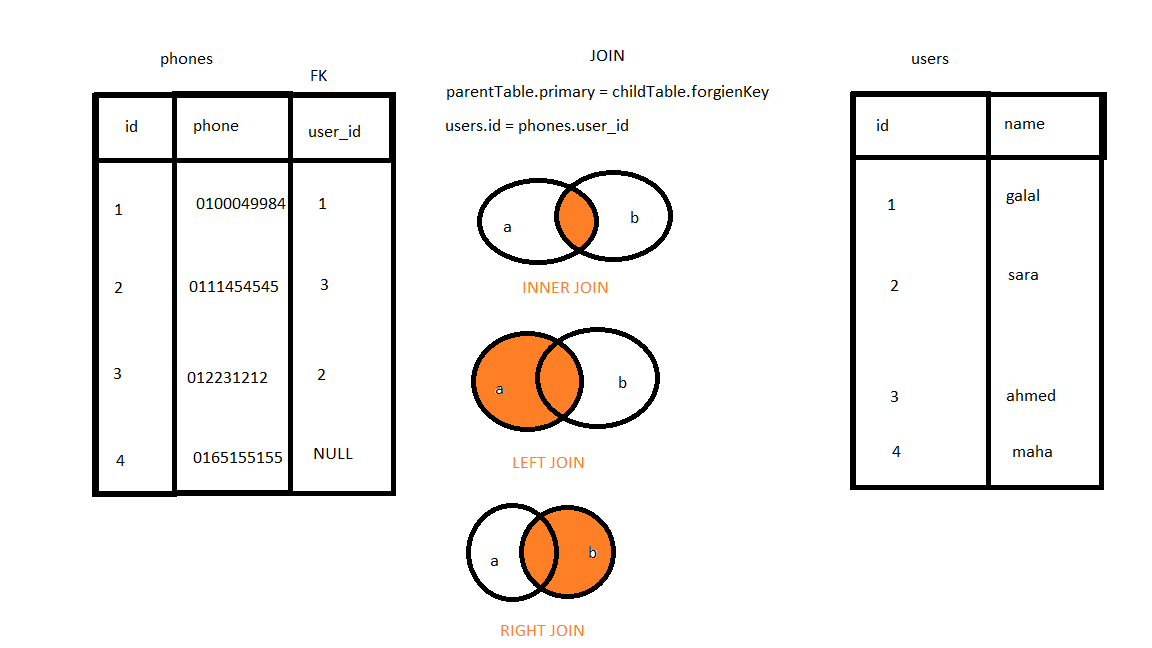 phones
FK
id phone user_id
1 0100049984 1
2 0111454545 3
3 012231212 2
4 0165155155 NULL
JOIN
parentTable.primary = childTable.forgienKey
users.id = phones.user_id
a b
INNER JOIN
a b
LEFT JOIN
a b
RIGHT JOIN
users
id name
1 galal
2 sara
3 ahmed
4 maha